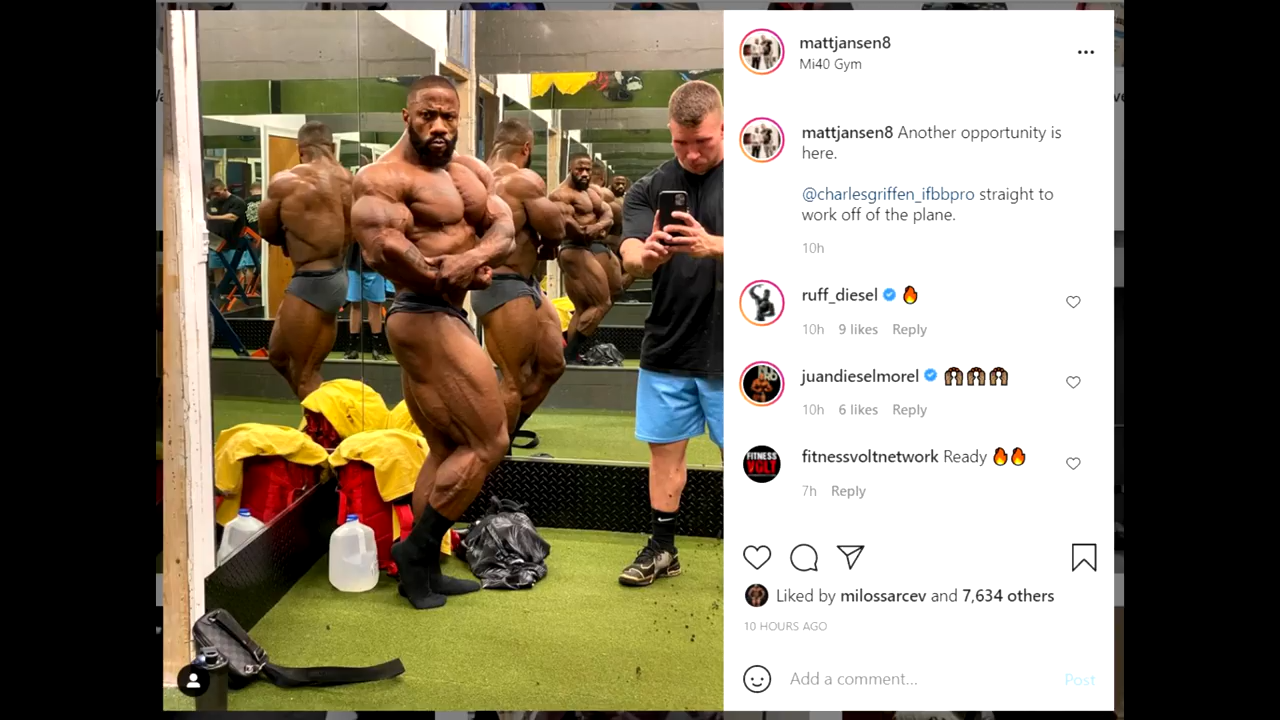 mattjansen8
Mi40 Gym
mattjansen8 Another opportunity is
here.
@charlesgriffen_ifbbpro straight to
work off of the plane.
10h
ruff_diesel 🔥
10h 9 likes Reply
juandieselmorel
10h 6 likes Reply
FITNESS
VOLT
fitnessvoltnetwork Ready 🔥🔥
7h Reply
Liked by milossarcev and 7,634 others
10 HOURS AGO
Add a comment...
Post